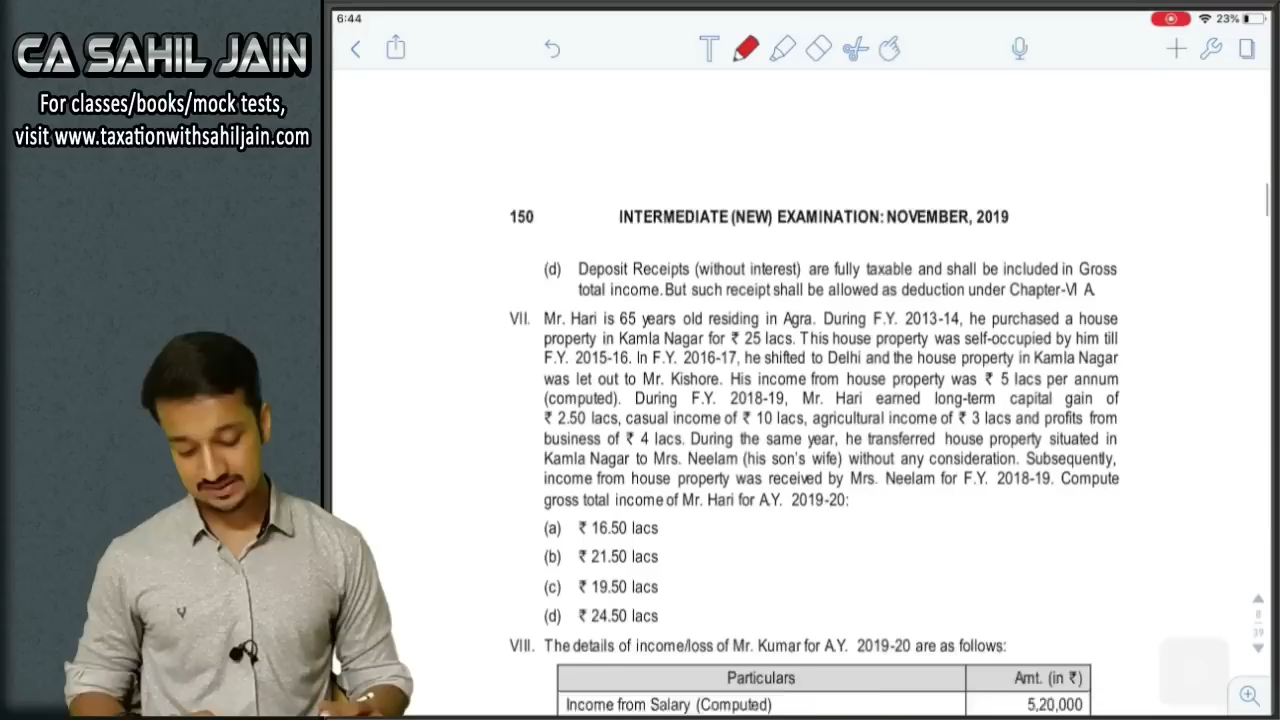 6:44
23%
CA SAHIL JAIN
For classes/books/mock tests,
visit www.taxationwithsahiljain.com
150 INTERMEDIATE (NEW) EXAMINATION: NOVEMBER, 2019
(d) Deposit Receipts (without interest) are fully taxable and shall be included in Gross
total income. But such receipt shall be allowed as deduction under Chapter-VI A.
VII. Mr. Hari is 65 years old residing in Agra. During F.Y. 2013-14, he purchased a house
property in Kamla Nagar for ₹ 25 lacs. This house property was self-occupied by him till
F.Y. 2015-16. In F.Y. 2016-17, he shifted to Delhi and the house property in Kamla Nagar
was let out to Mr. Kishore. His income from house property was ₹ 5 lacs per annum
(computed). During F.Y. 2018-19, Mr. Hari earned long-term capital gain of
₹ 2.50 lacs, casual income of ₹ 10 lacs, agricultural income of ₹ 3 lacs and profits from
business of ₹ 4 lacs. During the same year, he transferred house property situated in
Kamla Nagar to Mrs. Neelam (his son's wife) without any consideration. Subsequently,
income from house property was received by Mrs. Neelam for F.Y. 2018-19. Compute
gross total income of Mr. Hari for A.Y. 2019-20:
(a) ₹ 16.50 lacs
(b) ₹ 21.50 lacs
(c) ₹ 19.50 lacs
(d) ₹ 24.50 lacs
VIII. The details of income/loss of Mr. Kumar for A.Y. 2019-20 are as follows:
Particulars Amt. (in ₹)
Income from Salary (Computed) 5,20,000
8
39